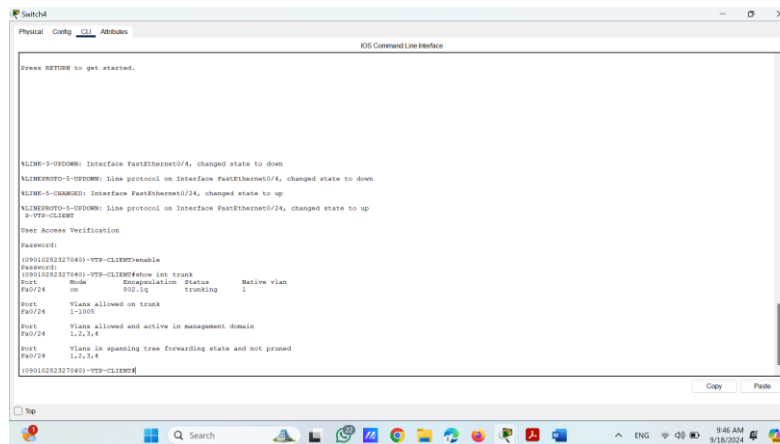 Switch4
Physical Config CLI Attributes
IOS Command Line Interface
Press RETURN to get started.
%LINK-3-UPDOWN: Interface FastEthernet0/4, changed state to down
%LINEPROTO-5-UPDOWN: Line protocol on Interface FastEthernet0/4, changed state to down
%LINK-5-CHANGED: Interface FastEthernet0/24, changed state to up
%LINEPROTO-5-UPDOWN: Line protocol on Interface FastEthernet0/24, changed state to up
S-VTP-CLIENT
User Access Verification
Password:
(09010282327040)-VTP-CLIENT>enable
Password:
(09010282327040)-VTP-CLIENT#show int trunk
Port Mode Encapsulation Status Native vlan
Fa0/24 on 802.1q trunking 1
Port Vlans allowed on trunk
Fa0/24 1-1005
Port Vlans allowed and active in management domain
Fa0/24 1,2,3,4
Port Vlans in spanning tree forwarding state and not pruned
Fa0/24 1,2,3,4
(09010282327040)-VTP-CLIENT#
Copy Paste
Top
Search
ENG
9:46 AM
9/18/2024